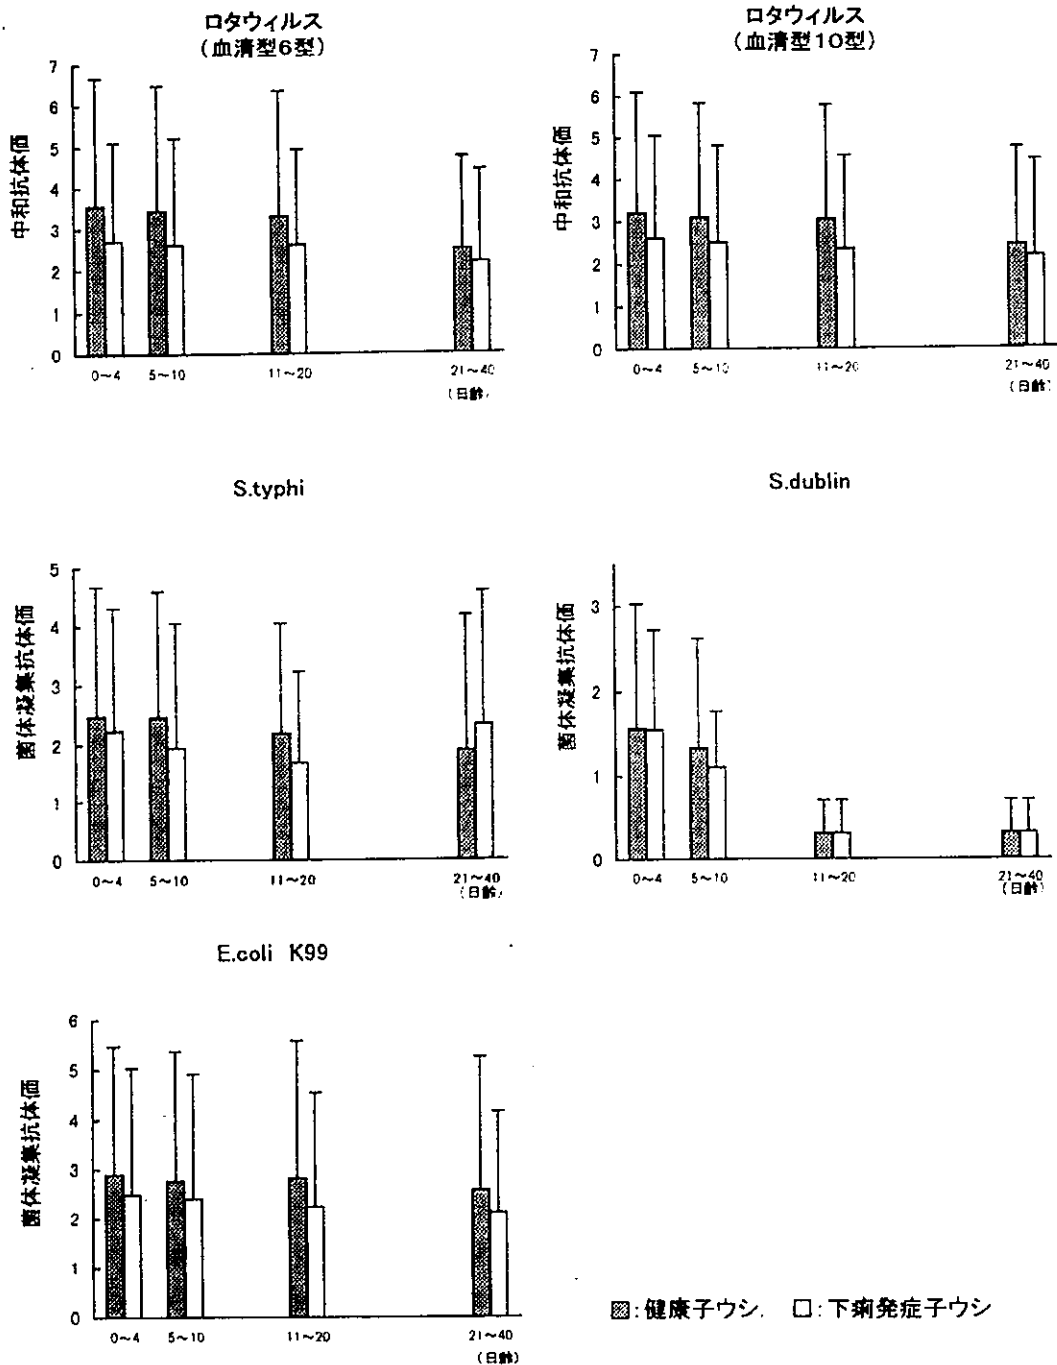 ロタウィルス
(血清型6型)
中和抗体価
7
6
5
4
3
2
1
0
0～4
5～10
11～20
21～40
(日齢)
ロタウィルス
(血清型10型)
中和抗体価
7
6
5
4
3
2
1
0
0～4
5～10
11～20
21～40
(日齢)
S.typhi
菌体凝集抗体価
5
4
3
2
1
0
0～4
5～10
11～20
21～40
(日齢)
S.dublin
菌体凝集抗体価
3
2
1
0
0～4
5～10
11～20
21～40
(日齢)
E.coli K99
菌体凝集抗体価
6
5
4
3
2
1
0
0～4
5～10
11～20
21～40
(日齢)
:健康子ウシ. :下痢発症子ウシ